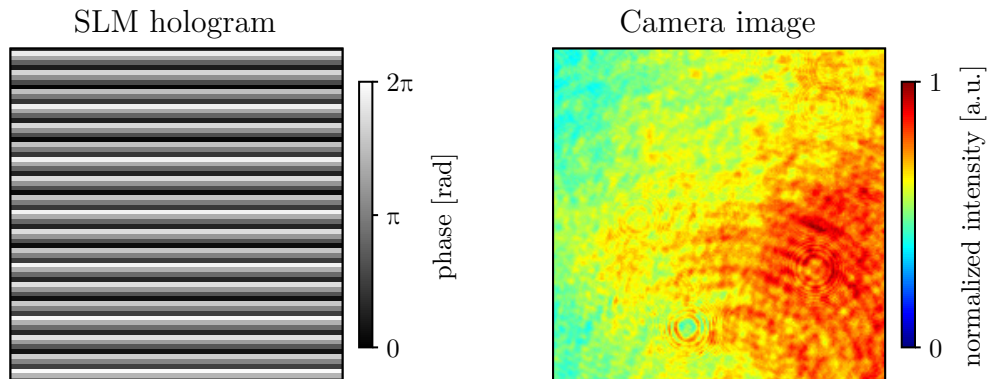 SLM hologram
Camera image
2π
π
0
phase [rad]
1
0
normalized intensity [a.u.]